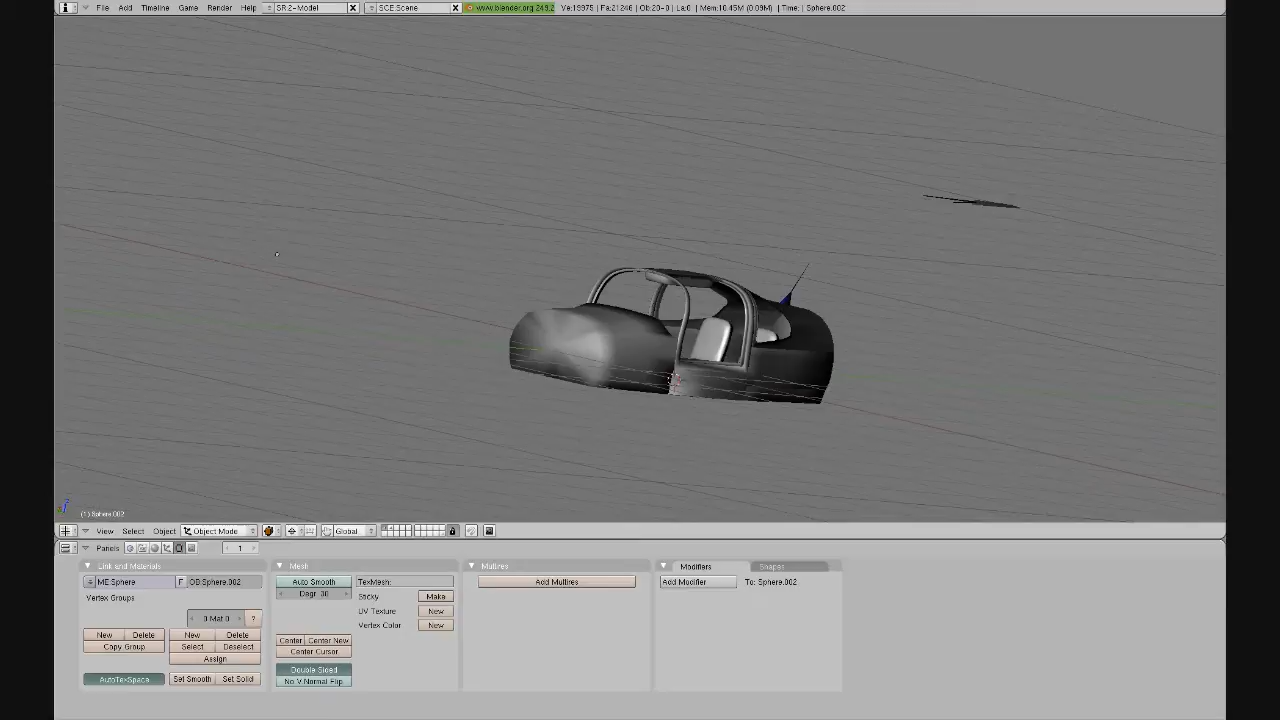 File Add Timeline Game Render Help SR:2-Model SCE:Scene www.blender.org 249.2 Ve:19975 | Fa:21246 | Ob:20-0 | La:0 | Mem:10.45M (0.09M) | Time: | Sphere.002
(1) Sphere.002
View Select Object Object Mode Global
Panels 1
Link and Materials Mesh Multires Modifiers Shapes
ME:Sphere F OB:Sphere.002 Auto Smooth TexMesh: Add Multires Add Modifier To: Sphere.002
Degr: 30 Sticky Make
Vertex Groups
UV Texture New
0 Mat 0 ? Vertex Color New
New Delete New Delete Center Center New
Copy Group Select Deselect Center Cursor
Assign
Double Sided
AutoTexSpace Set Smooth Set Solid No V.Normal Flip